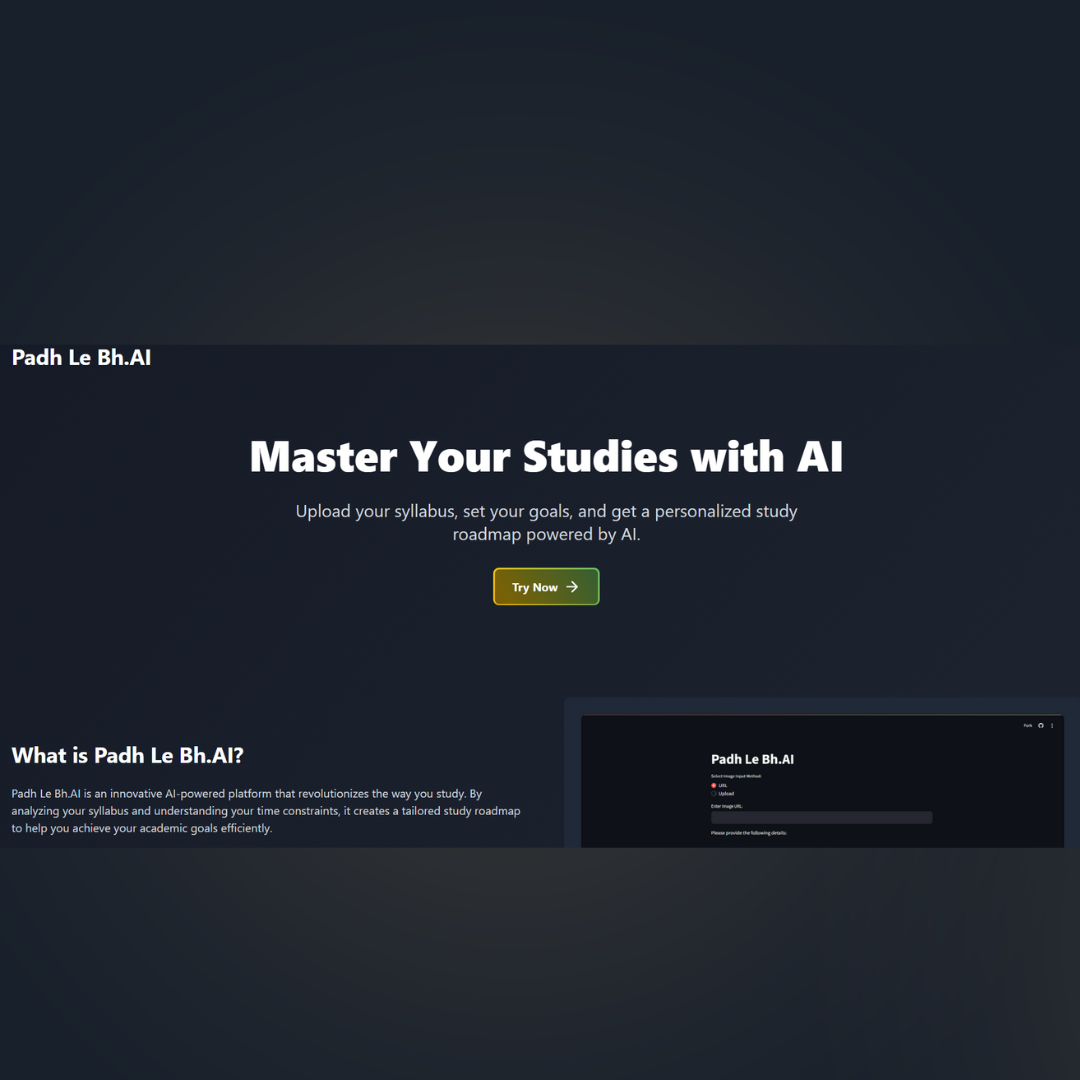 Padh Le Bh.AI
Master Your Studies with AI
Upload your syllabus, set your goals, and get a personalized study
roadmap powered by AI.
Try Now
What is Padh Le Bh.AI?
Padh Le Bh.AI is an innovative AI-powered platform that revolutionizes the way you study. By
analyzing your syllabus and understanding your time constraints, it creates a tailored study roadmap
to help you achieve your academic goals efficiently.
Fork
Padh Le Bh.AI
Select Image Input Method:
URL
Upload
Enter Image URL:
Please provide the following details: